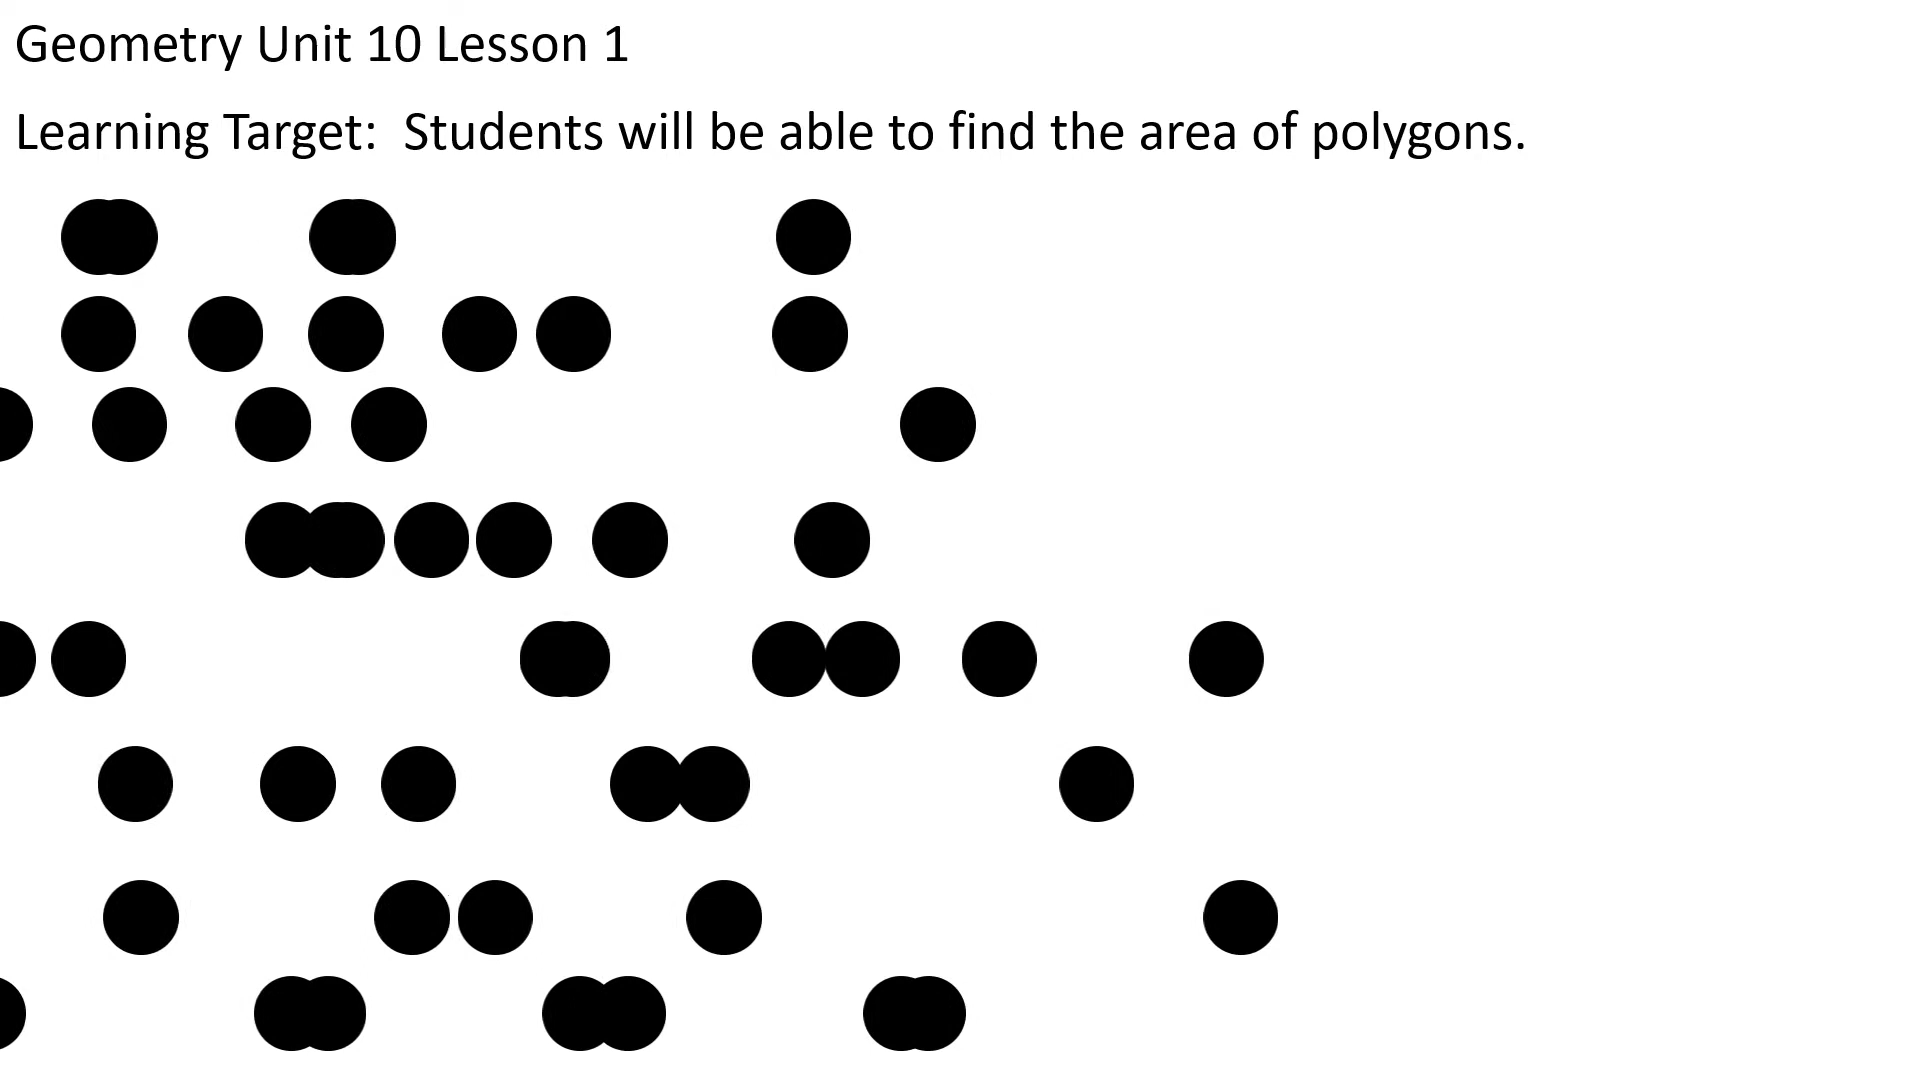 Geometry Unit 10 Lesson 1
Learning Target:  Students will be able to find the area of polygons.